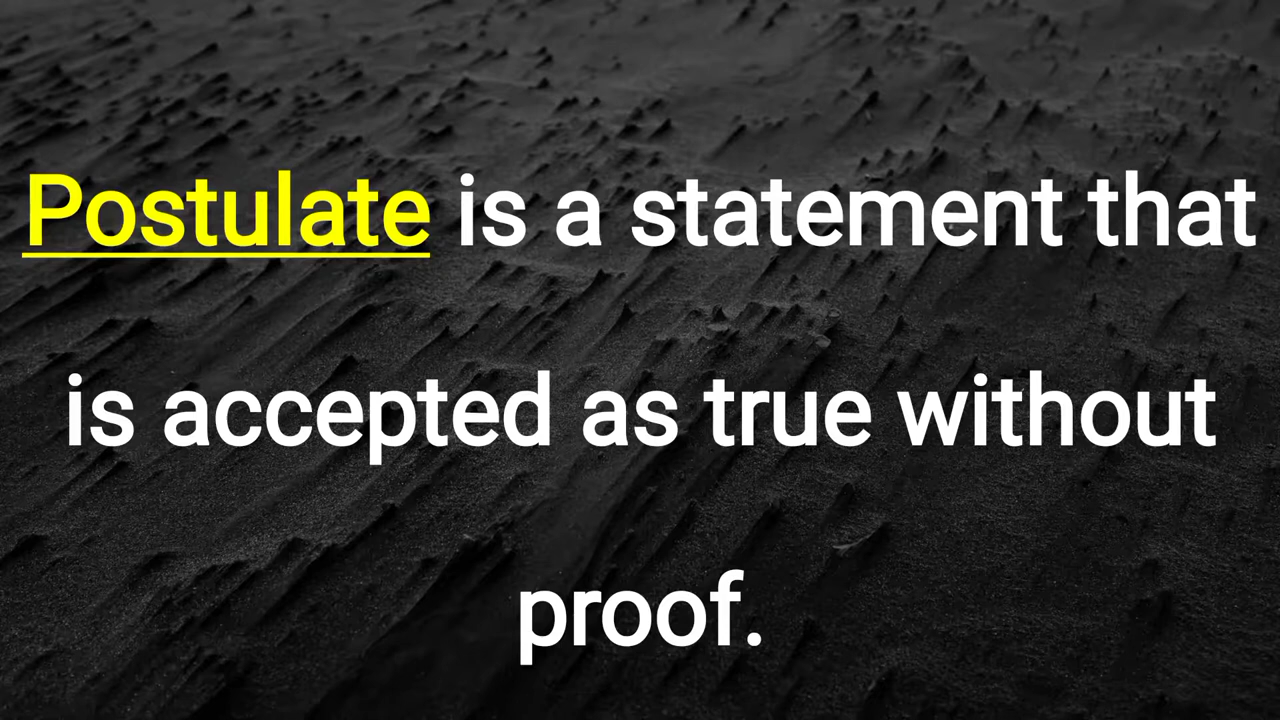 Postulate is a statement that
is accepted as true without
proof.